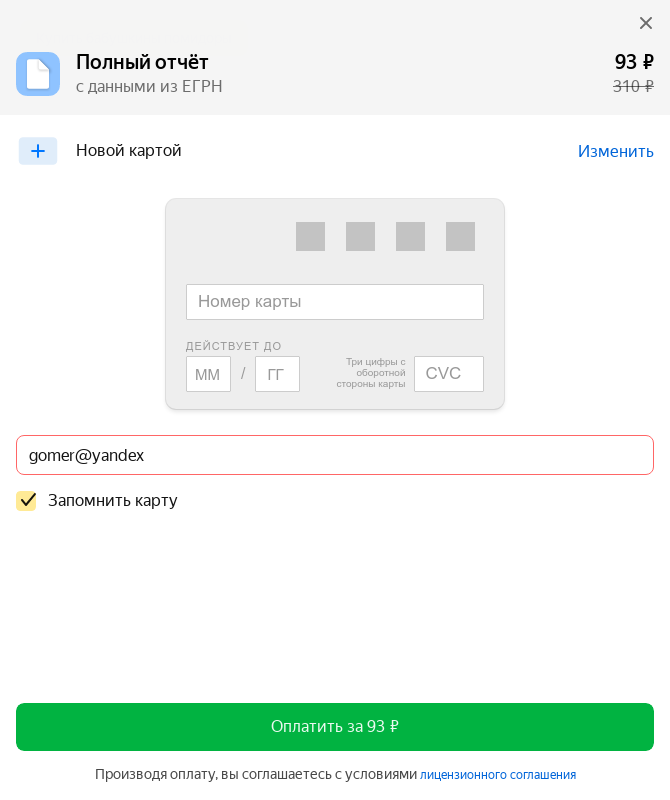 Полный отчёт
93 ₽
с данными из ЕГРН
310 ₽
Новой картой
Изменить
Номер карты
ДЕЙСТВУЕТ ДО
ММ / ГГ
Три цифры с
оборотной
стороны карты
CVC
gomer@yandex
Запомнить карту
Оплатить за 93 ₽
Производя оплату, вы соглашаетесь с условиями лицензионного соглашения